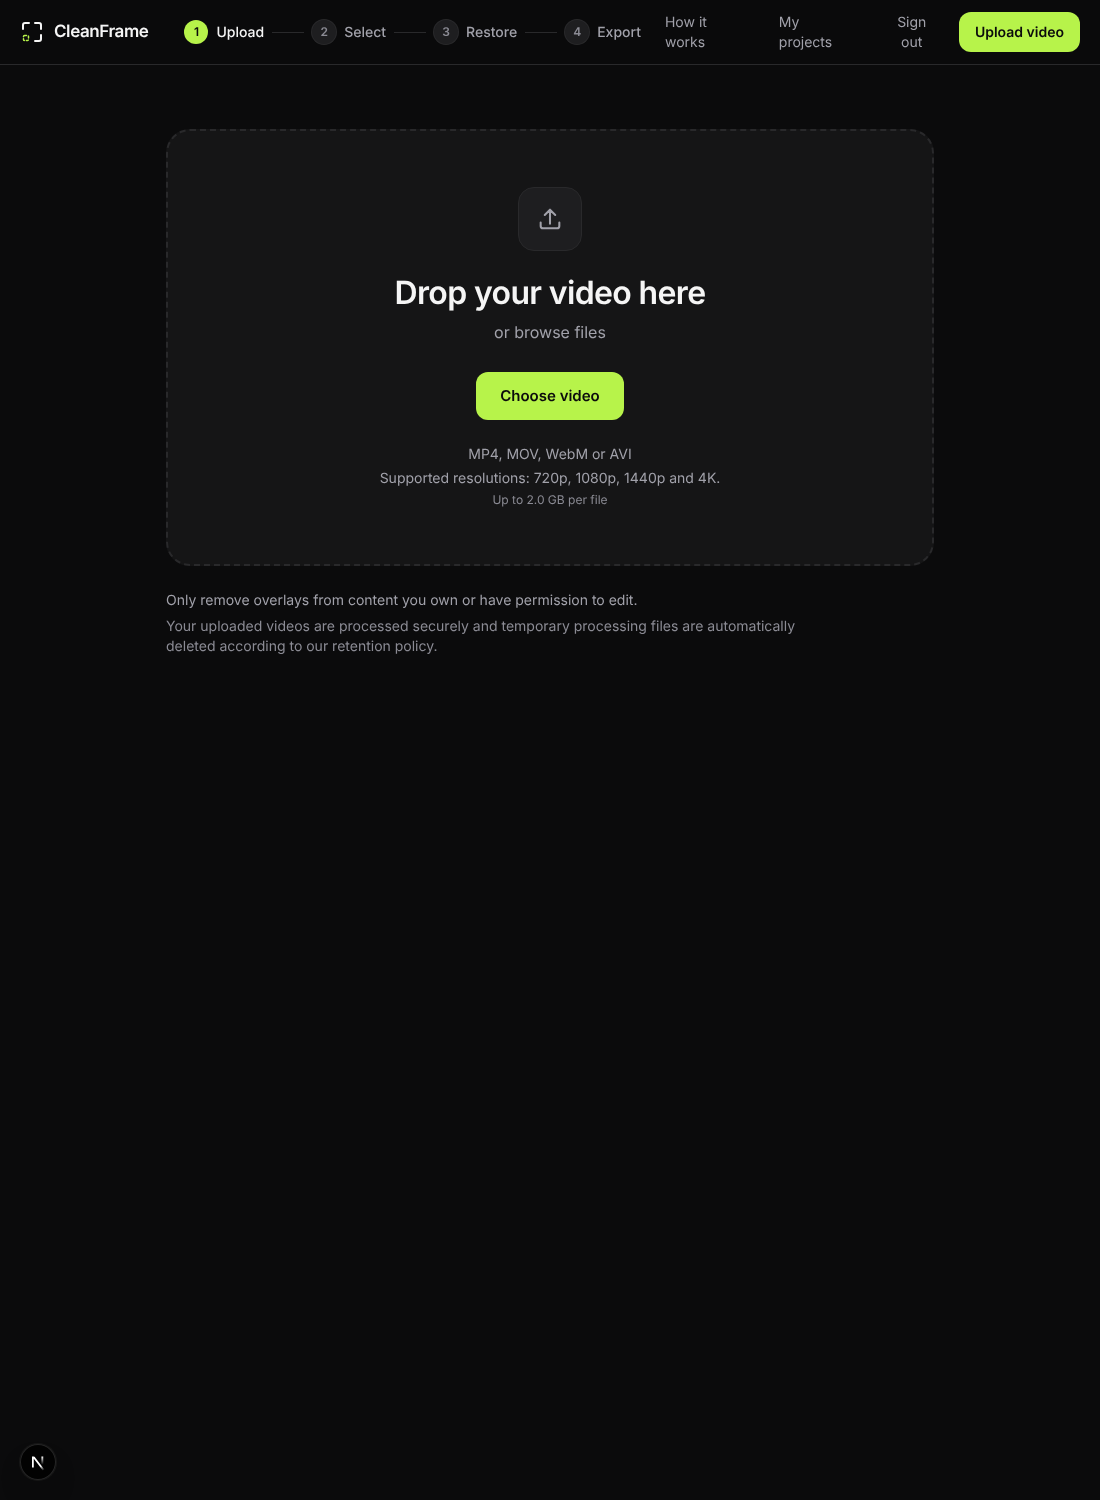 CleanFrame
1 Upload 2 Select 3 Restore 4 Export
How it works
My projects
Sign out
Upload video
Drop your video here
or browse files
Choose video
MP4, MOV, WebM or AVI
Supported resolutions: 720p, 1080p, 1440p and 4K.
Up to 2.0 GB per file
Only remove overlays from content you own or have permission to edit.
Your uploaded videos are processed securely and temporary processing files are automatically
deleted according to our retention policy.
N